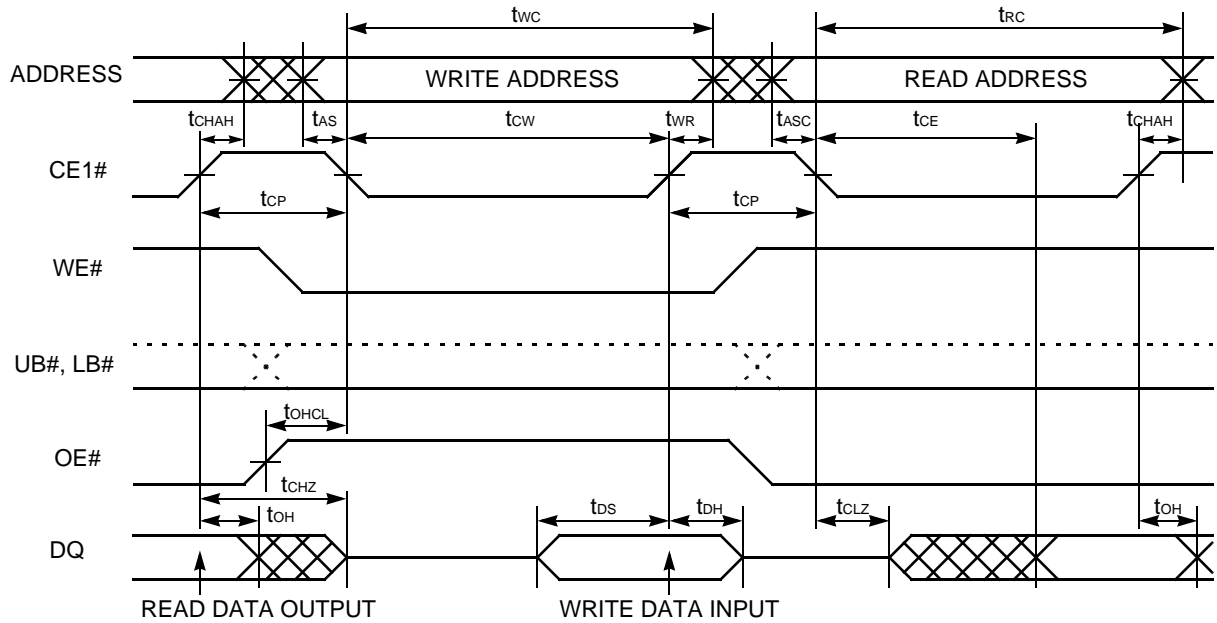 tWC tRC
ADDRESS WRITE ADDRESS READ ADDRESS
tCHAH tAS tCW tWR tASC tCE tCHAH
CE1#
tCP tCP
WE#
UB#, LB#
tOHCL
OE#
tCHZ
tOH tDS tDH tCLZ tOH
DQ
READ DATA OUTPUT WRITE DATA INPUT